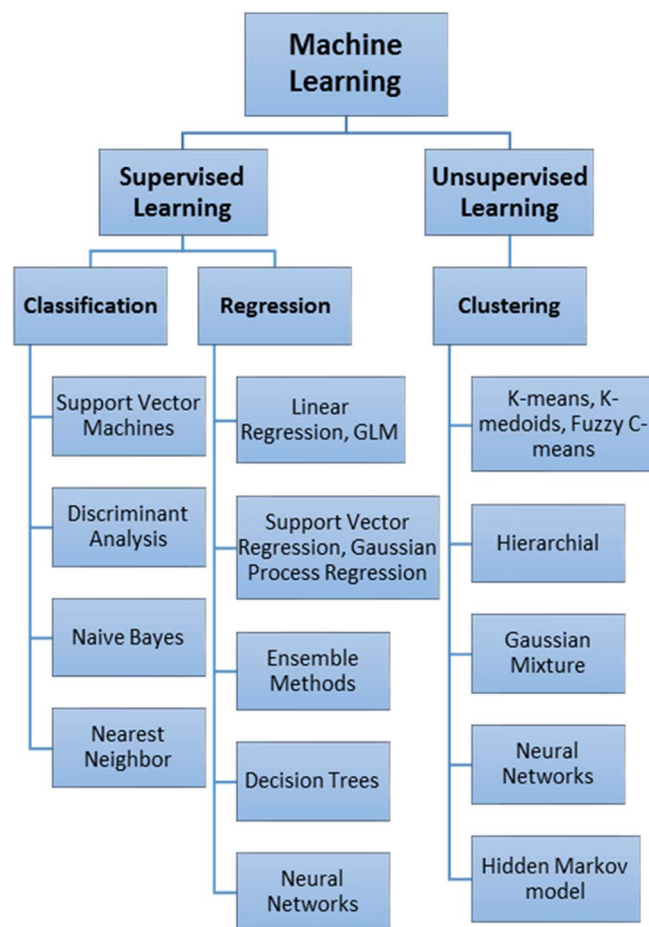 Machine
Learning
Supervised
Learning
Unsupervised
Learning
Classification
Regression
Clustering
Support Vector
Machines
Discriminant
Analysis
Naive Bayes
Nearest
Neighbor
Linear
Regression, GLM
Support Vector
Regression, Gaussian
Process Regression
Ensemble
Methods
Decision Trees
Neural
Networks
K-means, K-
medoids, Fuzzy C-
means
Hierarchial
Gaussian
Mixture
Neural
Networks
Hidden Markov
model